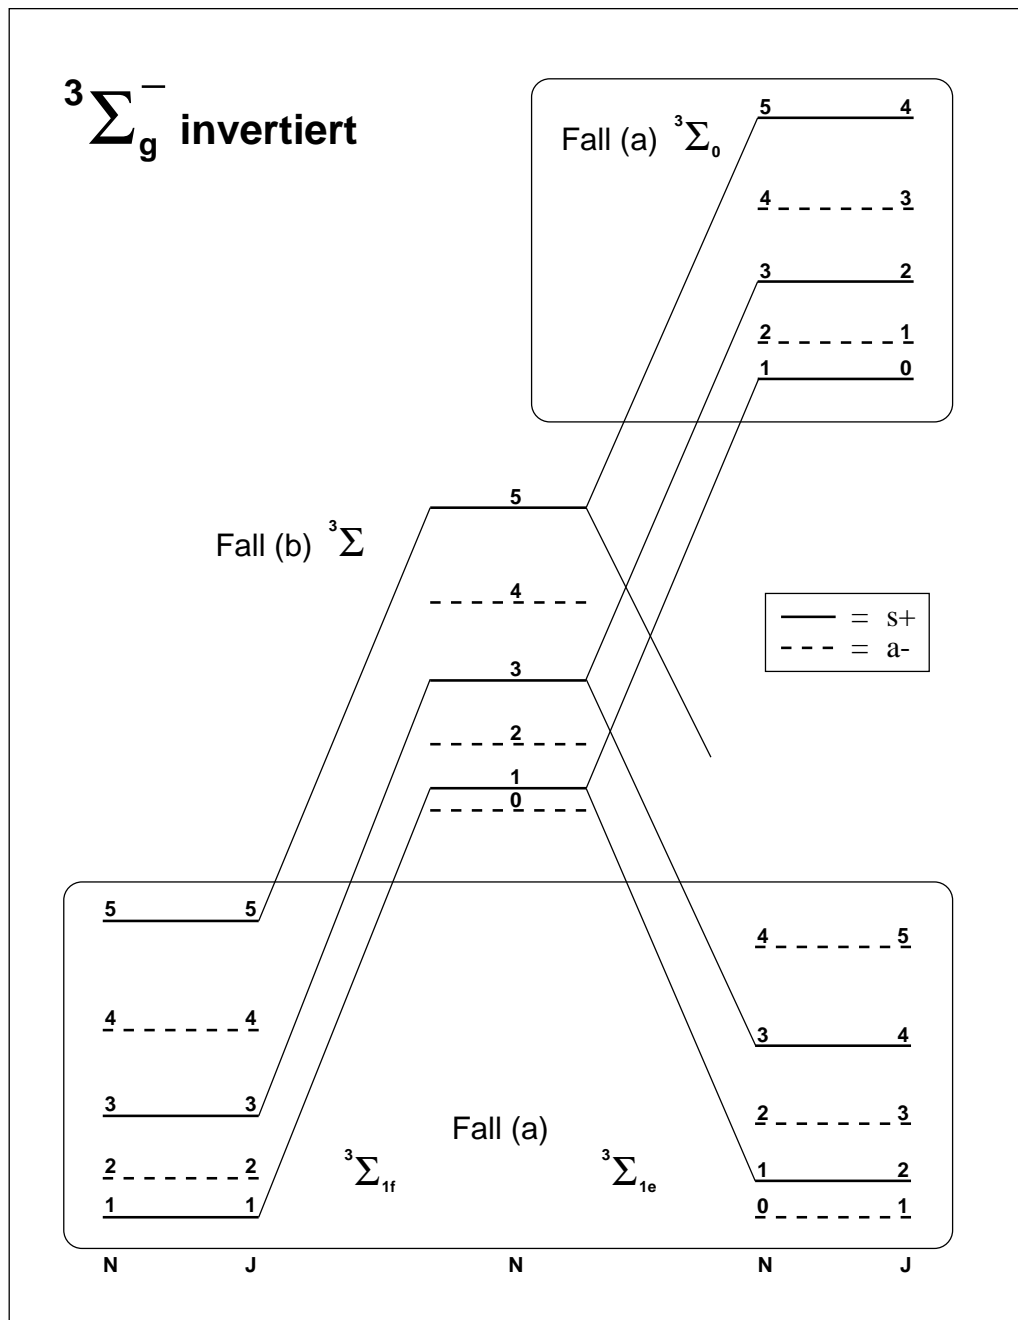 ³Σg⁻ invertiert
Fall (a) ³Σ₀
5 4
4 3
3 2
2 1
1 0
Fall (b) ³Σ
5
4
3
2
1
0
= s+
= a-
5 5
4 4
3 3
2 2
1 1
4 5
3 4
2 3
1 2
0 1
Fall (a)
³Σ1f ³Σ1e
N J N N J